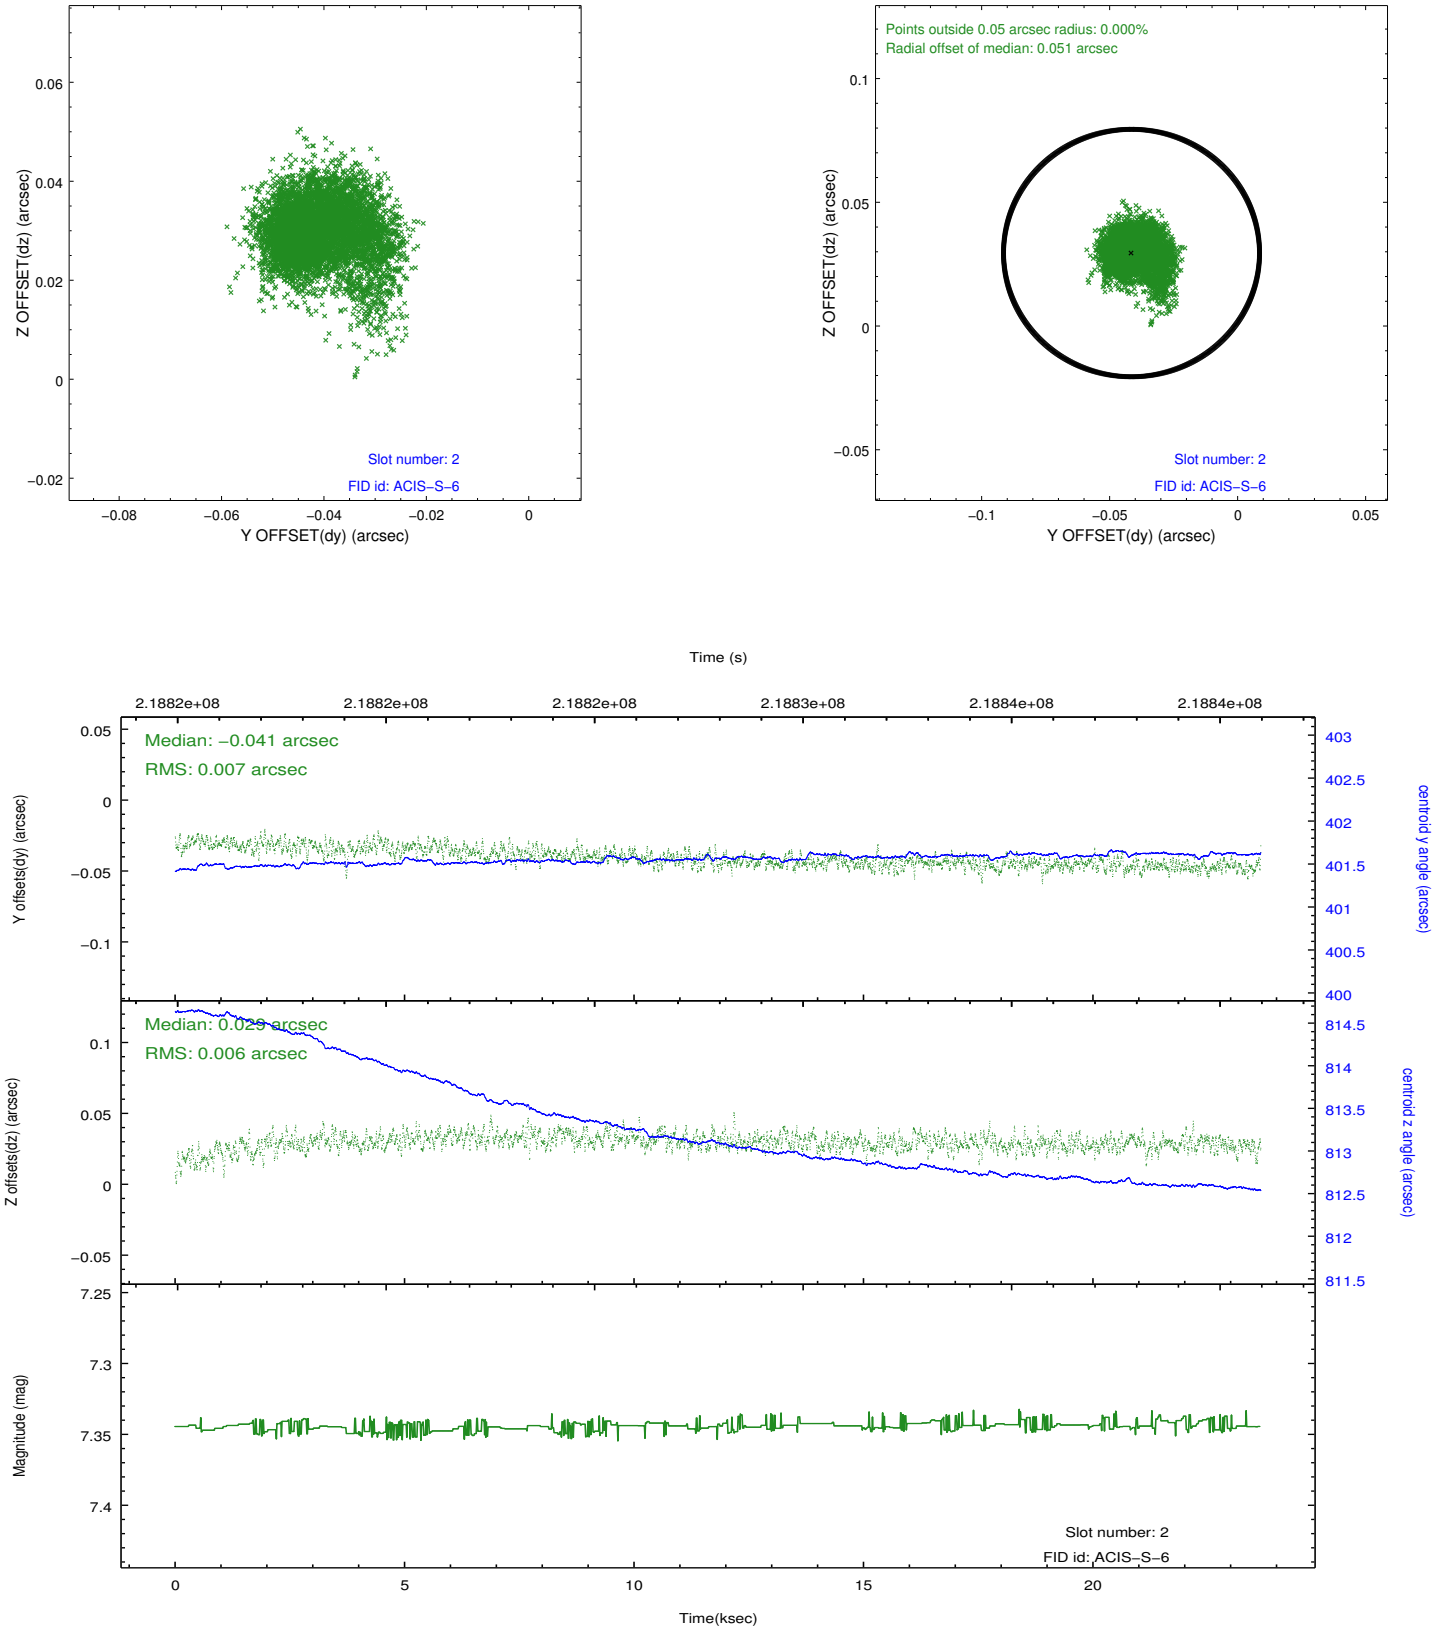 0.06
0.04
0.02
0
−0.02
Z OFFSET(dz) (arcsec)
Slot number: 2
FID id: ACIS−S−6
−0.08
−0.06
−0.04
−0.02
0
Y OFFSET(dy) (arcsec)
Points outside 0.05 arcsec radius: 0.000%
Radial offset of median: 0.051 arcsec
0.1
0.05
0
−0.05
Z OFFSET(dz) (arcsec)
Slot number: 2
FID id: ACIS−S−6
−0.1
−0.05
0
0.05
Y OFFSET(dy) (arcsec)
Time (s)
2.1882e+08
2.1882e+08
2.1882e+08
2.1883e+08
2.1884e+08
2.1884e+08
Median: −0.041 arcsec
RMS: 0.007 arcsec
0.05
0
−0.05
−0.1
Y offsets(dy) (arcsec)
403
402.5
402
401.5
401
400.5
400
centroid y angle (arcsec)
Median: 0.029 arcsec
RMS: 0.006 arcsec
0.1
0.05
0
−0.05
Z offsets(dz) (arcsec)
814.5
814
813.5
813
812.5
812
811.5
centroid z angle (arcsec)
7.25
7.3
7.35
7.4
Magnitude (mag)
Slot number: 2
FID id: ACIS−S−6
0
5
10
15
20
Time(ksec)